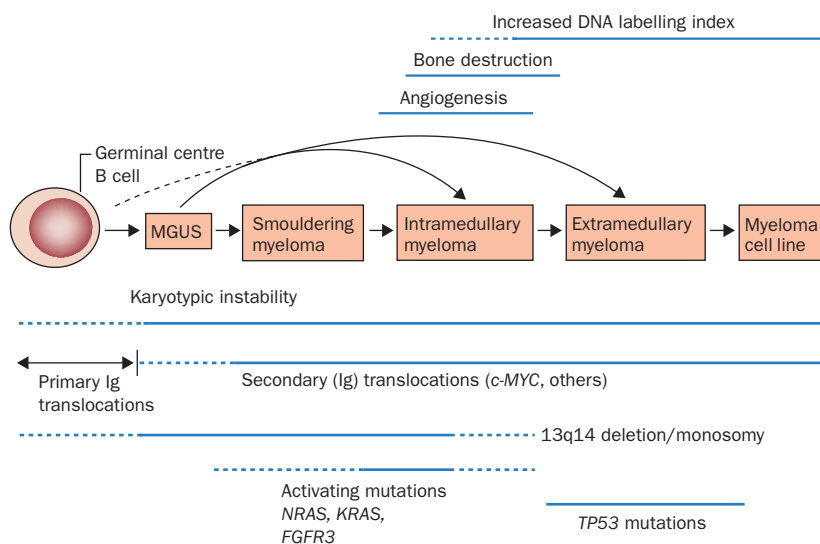 Increased DNA labelling index
Bone destruction
Angiogenesis
Germinal centre
B cell
MGUS
Smouldering
myeloma
Intramedullary
myeloma
Extramedullary
myeloma
Myeloma
cell line
Karyotypic instability
Primary Ig
translocations
Secondary (Ig) translocations (c-MYC, others)
13q14 deletion/monosomy
Activating mutations
NRAS, KRAS,
FGFR3
TP53 mutations